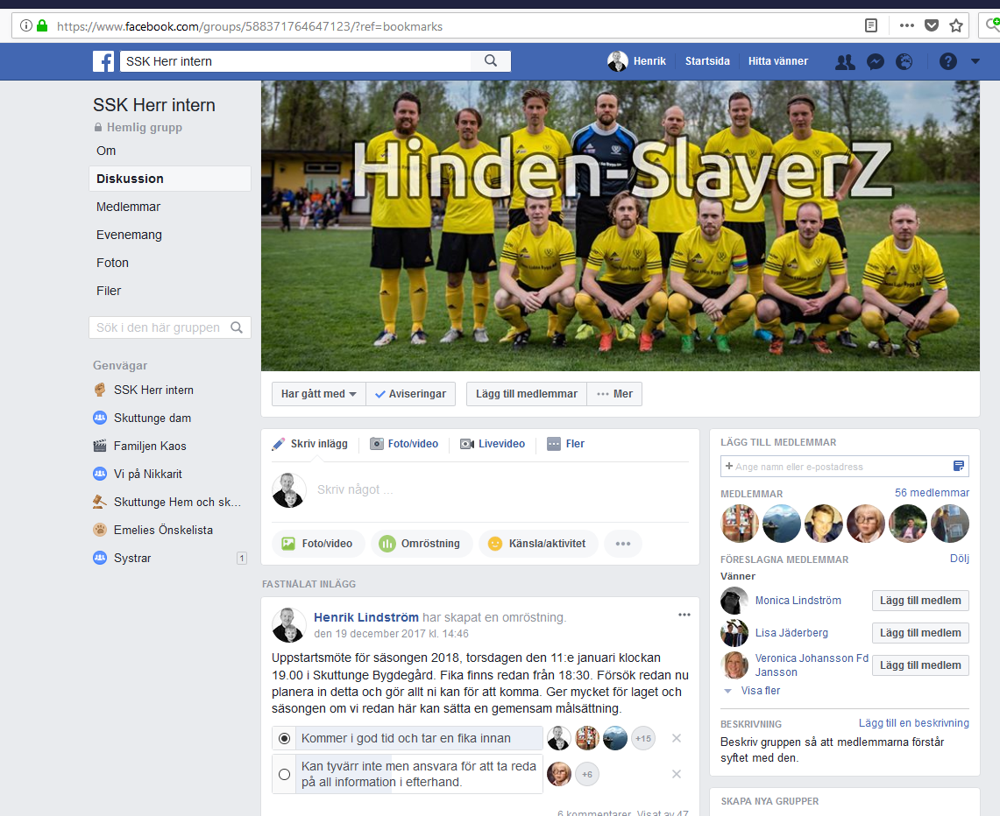 https://www.facebook.com/groups/588371764647123/?ref=bookmarks
SSK Herr intern
Henrik
Startsida
Hitta vänner
SSK Herr intern
Hemlig grupp
Om
Diskussion
Medlemmar
Evenemang
Foton
Filer
Sök i den här gruppen
Genvägar
SSK Herr intern
Skuttunge dam
Familjen Kaos
Vi på Nikkarit
Skuttunge Hem och sk...
Emelies Önskelista
Systrar 1
Hinden-SlayerZ
Har gått med
Aviseringar
Lägg till medlemmar
Mer
Skriv inlägg
Foto/video
Livevideo
Fler
Skriv något ...
Foto/video
Omröstning
Känsla/aktivitet
FASTNÅLAT INLÄGG
Henrik Lindström har skapat en omröstning.
den 19 december 2017 kl. 14:46
Uppstartsmöte för säsongen 2018, torsdagen den 11:e januari klockan
19.00 i Skuttunge Bygdegård. Fika finns redan från 18:30. Försök redan nu
planera in detta och gör allt ni kan för att komma. Ger mycket för laget och
säsongen om vi redan här kan sätta en gemensam målsättning.
Kommer i god tid och tar en fika innan
+15
Kan tyvärr inte men ansvara för att ta reda
på all information i efterhand.
+6
6 kommentarer Visat av 47
LÄGG TILL MEDLEMMAR
+ Ange namn eller e-postadress
MEDLEMMAR
56 medlemmar
FÖRESLAGNA MEDLEMMAR
Dölj
Vänner
Monica Lindström
Lägg till medlem
Lisa Jäderberg
Lägg till medlem
Veronica Johansson Fd
Jansson
Lägg till medlem
Visa fler
BESKRIVNING
Lägg till en beskrivning
Beskriv gruppen så att medlemmarna förstår
syftet med den.
SKAPA NYA GRUPPER